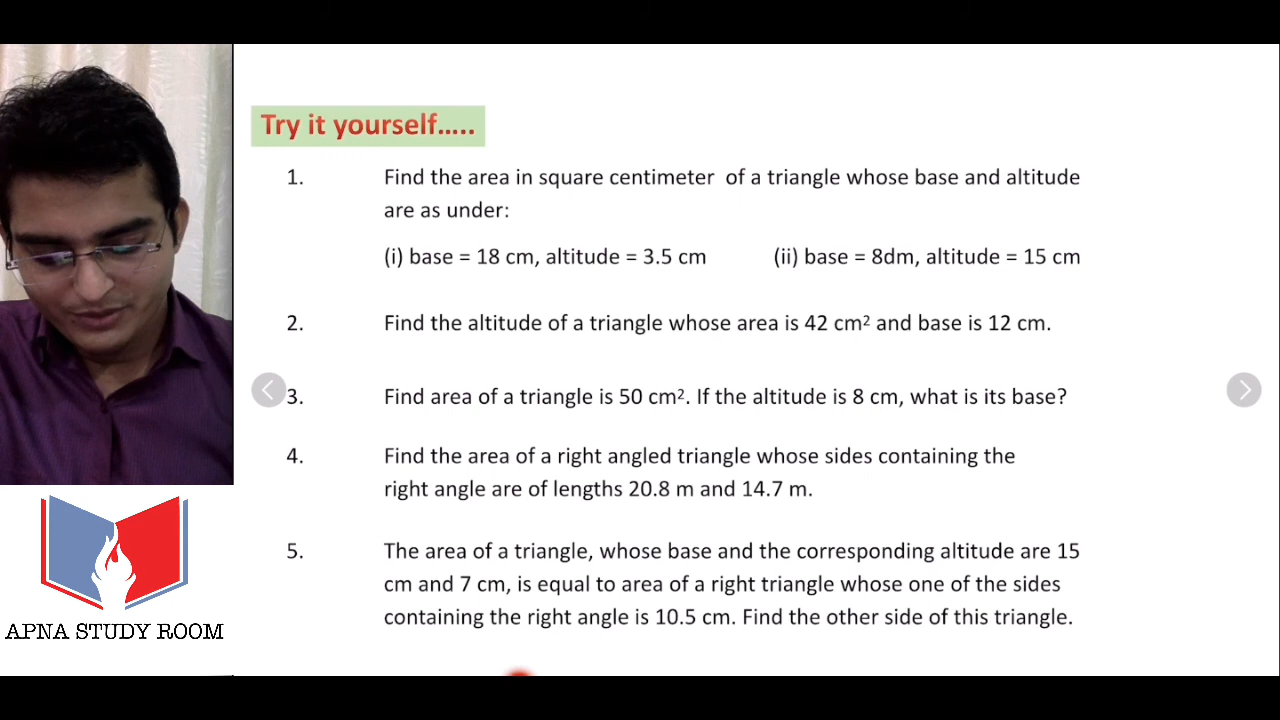 Try it yourself.....
1. Find the area in square centimeter of a triangle whose base and altitude
are as under:
(i) base = 18 cm, altitude = 3.5 cm (ii) base = 8dm, altitude = 15 cm
2. Find the altitude of a triangle whose area is 42 cm² and base is 12 cm.
3. Find area of a triangle is 50 cm². If the altitude is 8 cm, what is its base?
4. Find the area of a right angled triangle whose sides containing the
right angle are of lengths 20.8 m and 14.7 m.
5. The area of a triangle, whose base and the corresponding altitude are 15
cm and 7 cm, is equal to area of a right triangle whose one of the sides
containing the right angle is 10.5 cm. Find the other side of this triangle.
APNA STUDY ROOM